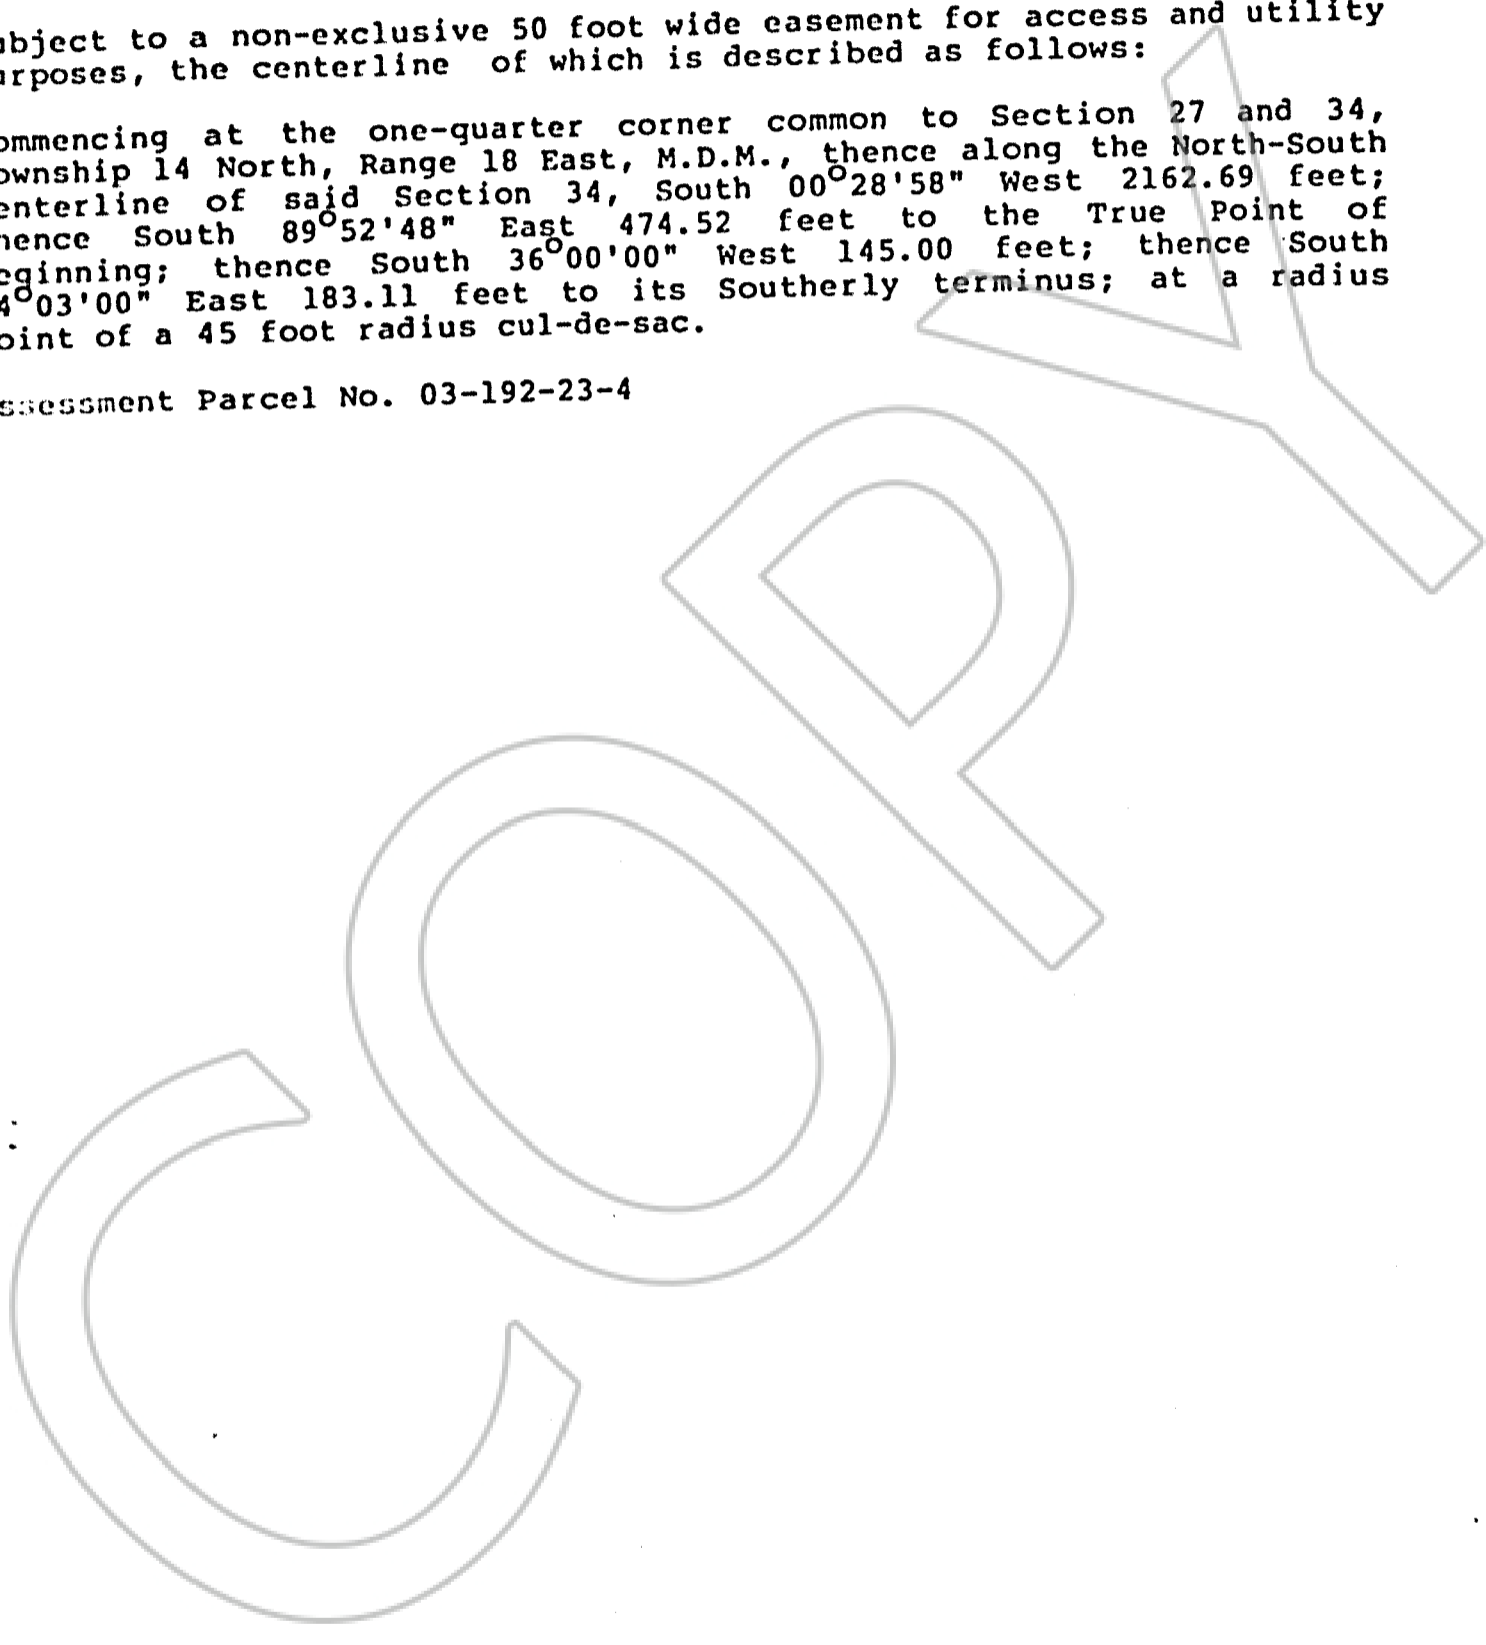 ubject to a non-exclusive 50 foot wide easement for access and utility
urposes, the centerline of which is described as follows:
ommencing at the one-quarter corner common to Section 27 and 34,
ownship 14 North, Range 18 East, M.D.M., thence along the North-South
enterline of said Section 34, South 00°28'58" West 2162.69 feet;
hence South 89°52'48" East 474.52 feet to the True Point of
eginning; thence South 36°00'00" West 145.00 feet; thence South
4°03'00" East 183.11 feet to its Southerly terminus; at a radius
oint of a 45 foot radius cul-de-sac.
ssessment Parcel No. 03-192-23-4
COPY